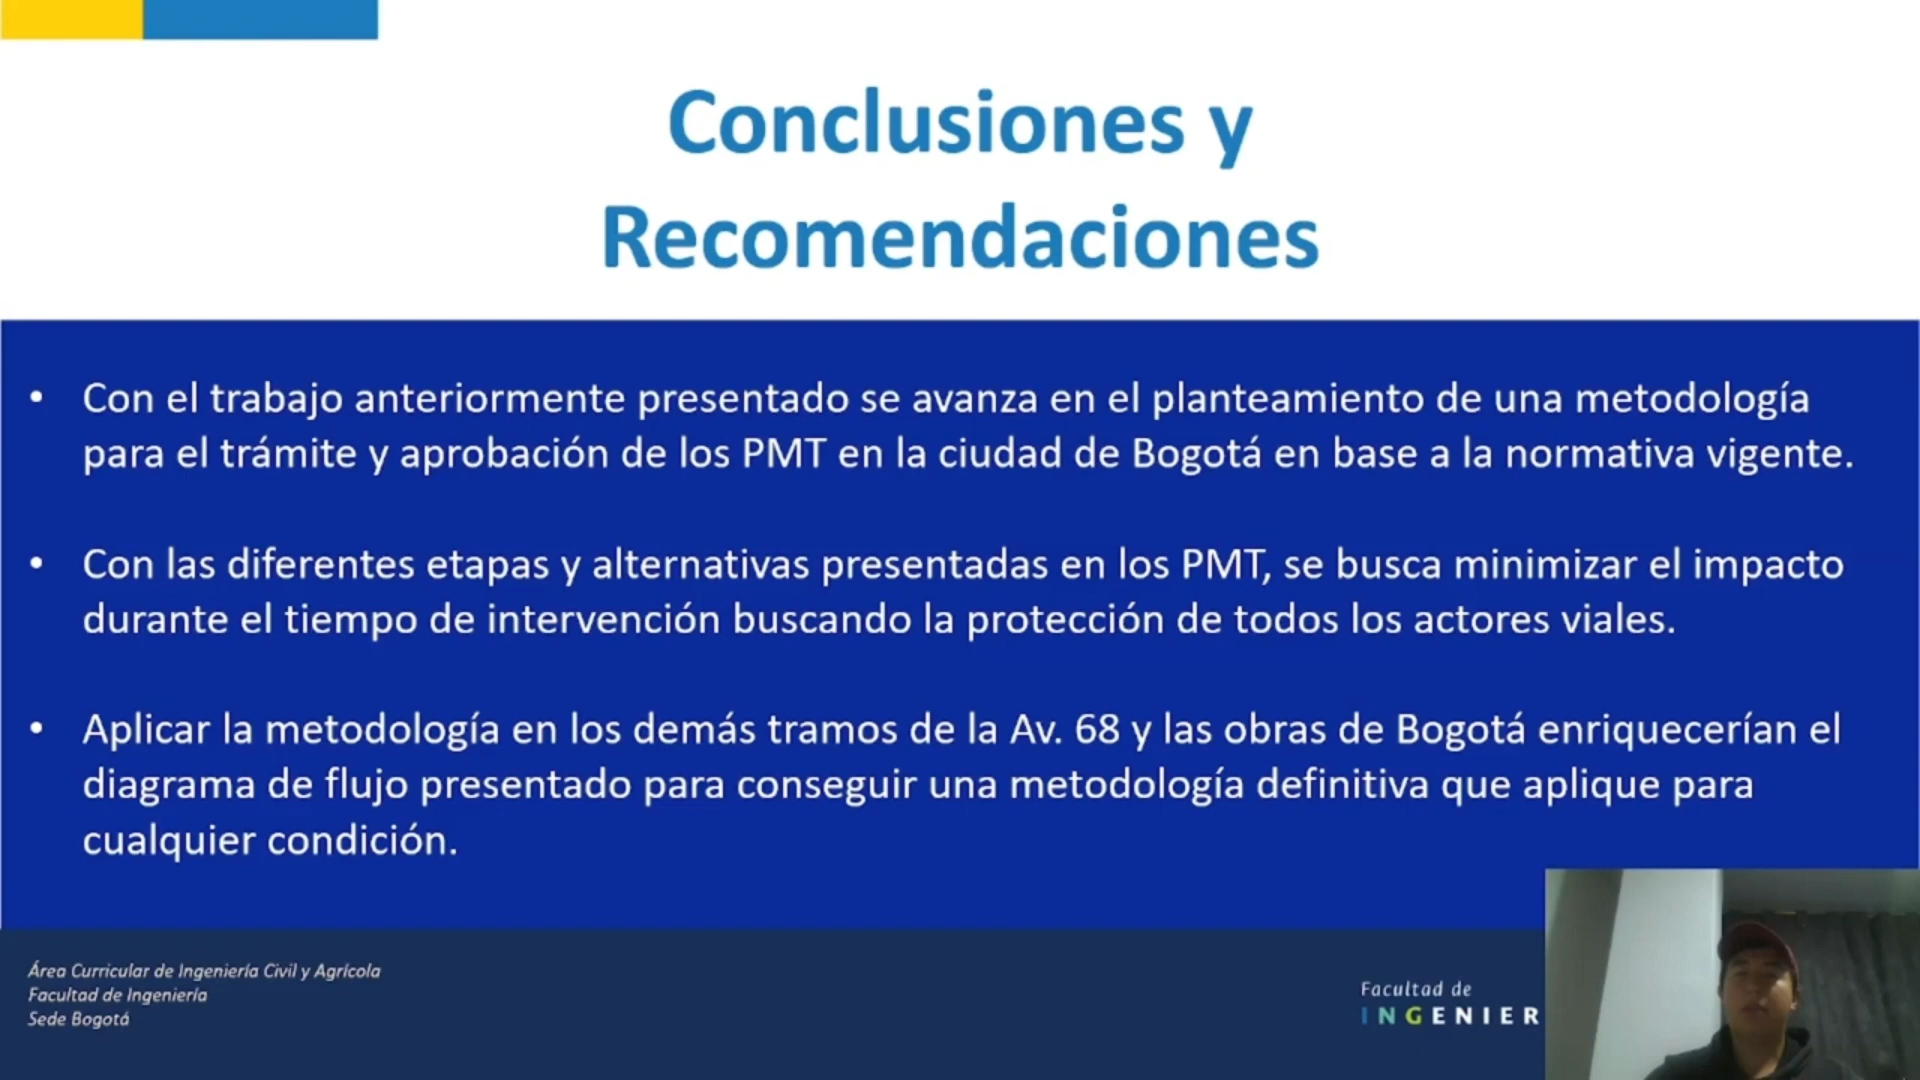 Conclusiones y
Recomendaciones
• Con el trabajo anteriormente presentado se avanza en el planteamiento de una metodología
para el trámite y aprobación de los PMT en la ciudad de Bogotá en base a la normativa vigente.
• Con las diferentes etapas y alternativas presentadas en los PMT, se busca minimizar el impacto
durante el tiempo de intervención buscando la protección de todos los actores viales.
• Aplicar la metodología en los demás tramos de la Av. 68 y las obras de Bogotá enriquecerían el
diagrama de flujo presentado para conseguir una metodología definitiva que aplique para
cualquier condición.
Área Curricular de Ingeniería Civil y Agrícola
Facultad de Ingeniería
Sede Bogotá
Facultad de
INGENIER